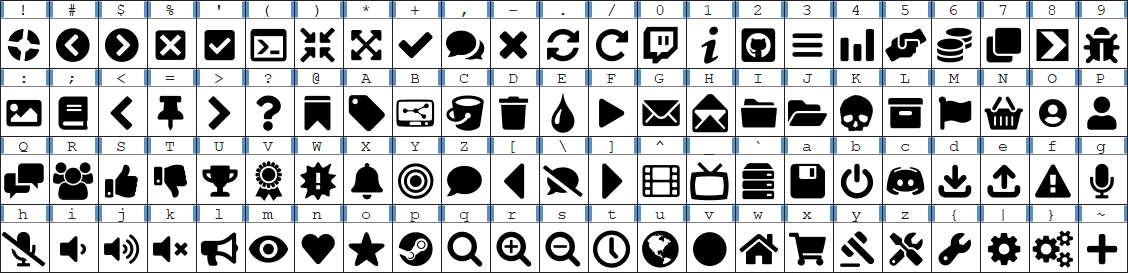 ! # $ % ' ( ) * + , - . / 0 1 2 3 4 5 6 7 8 9
: ; < = > ? @ A B C D E F G H I J K L M N O P
Q R S T U V W X Y Z [ \ ] ^ _ ` a b c d e f g
h i j k l m n o p q r s t u v w x y z { | } ~